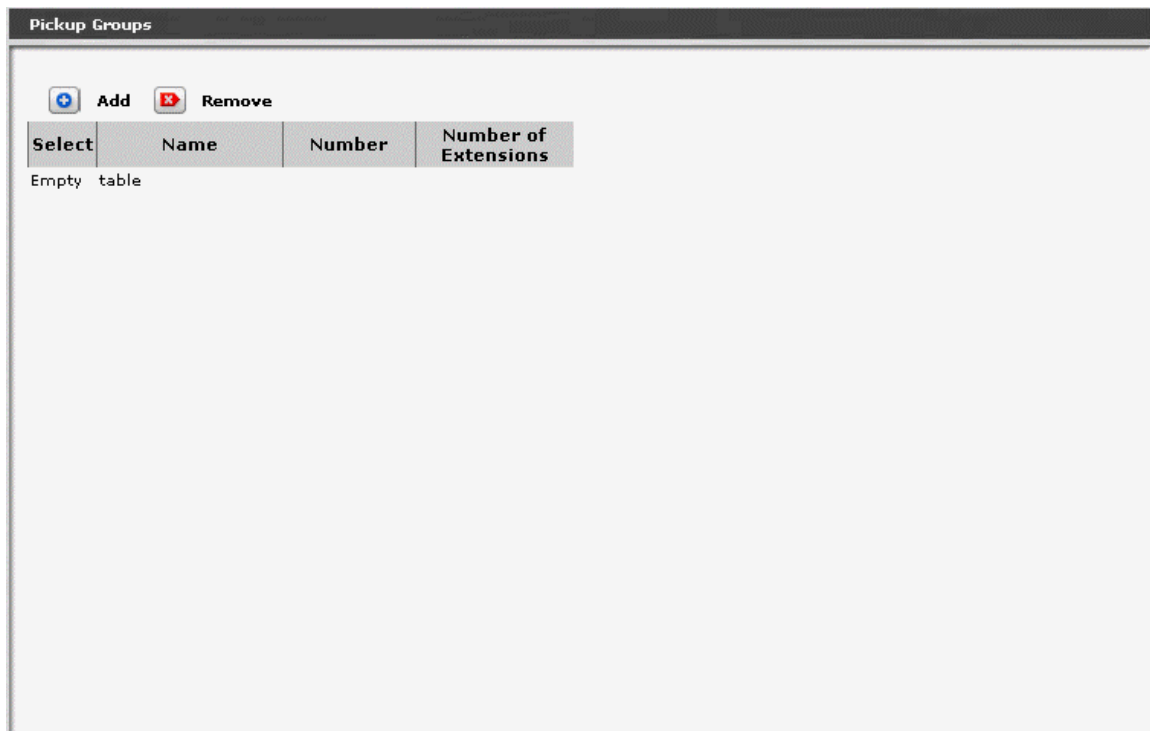 Pickup Groups
Add Remove
Select Name Number Number of Extensions
Empty table